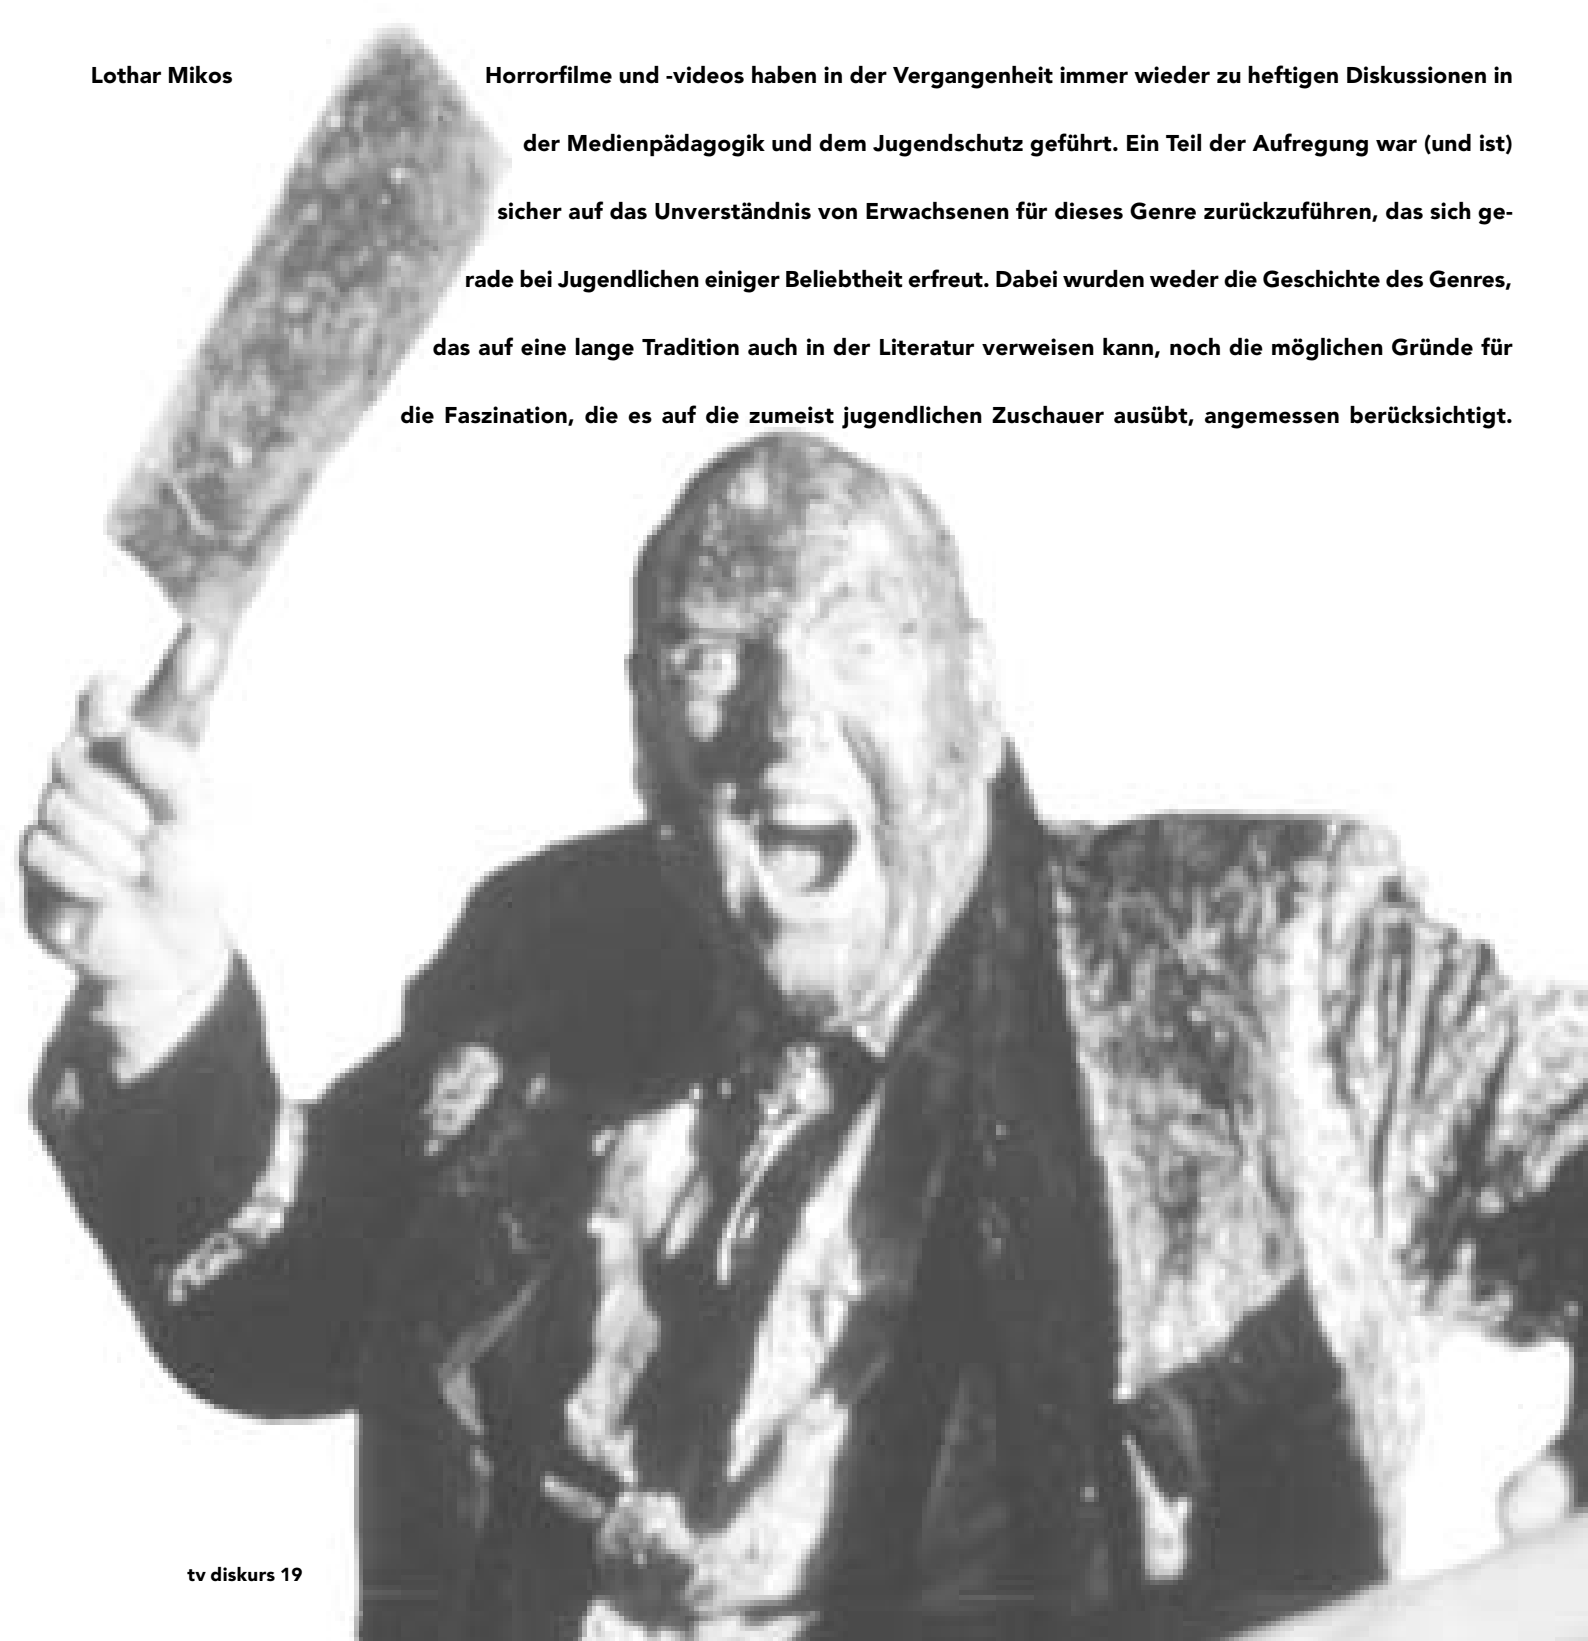 Lothar Mikos
Horrorfilme und -videos haben in der Vergangenheit immer wieder zu heftigen Diskussionen in
der Medienpädagogik und dem Jugendschutz geführt. Ein Teil der Aufregung war (und ist)
sicher auf das Unverständnis von Erwachsenen für dieses Genre zurückzuführen, das sich ge-
rade bei Jugendlichen einiger Beliebtheit erfreut. Dabei wurden weder die Geschichte des Genres,
das auf eine lange Tradition auch in der Literatur verweisen kann, noch die möglichen Gründe für
die Faszination, die es auf die zumeist jugendlichen Zuschauer ausübt, angemessen berücksichtigt.
tv diskurs 19